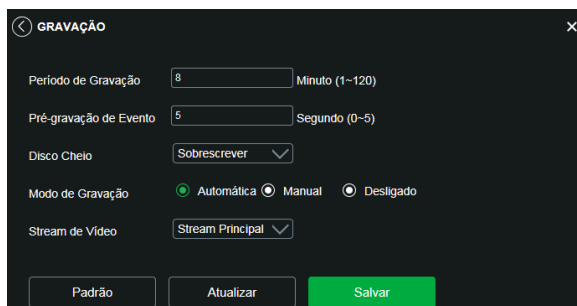 GRAVAÇÃO
Período de Gravação 8 Minuto (1~120)
Pré-gravação de Evento 5 Segundo (0~5)
Disco Cheio Sobrescrever
Modo de Gravação Automática Manual Desligado
Stream de Vídeo Stream Principal
Padrão Atualizar Salvar